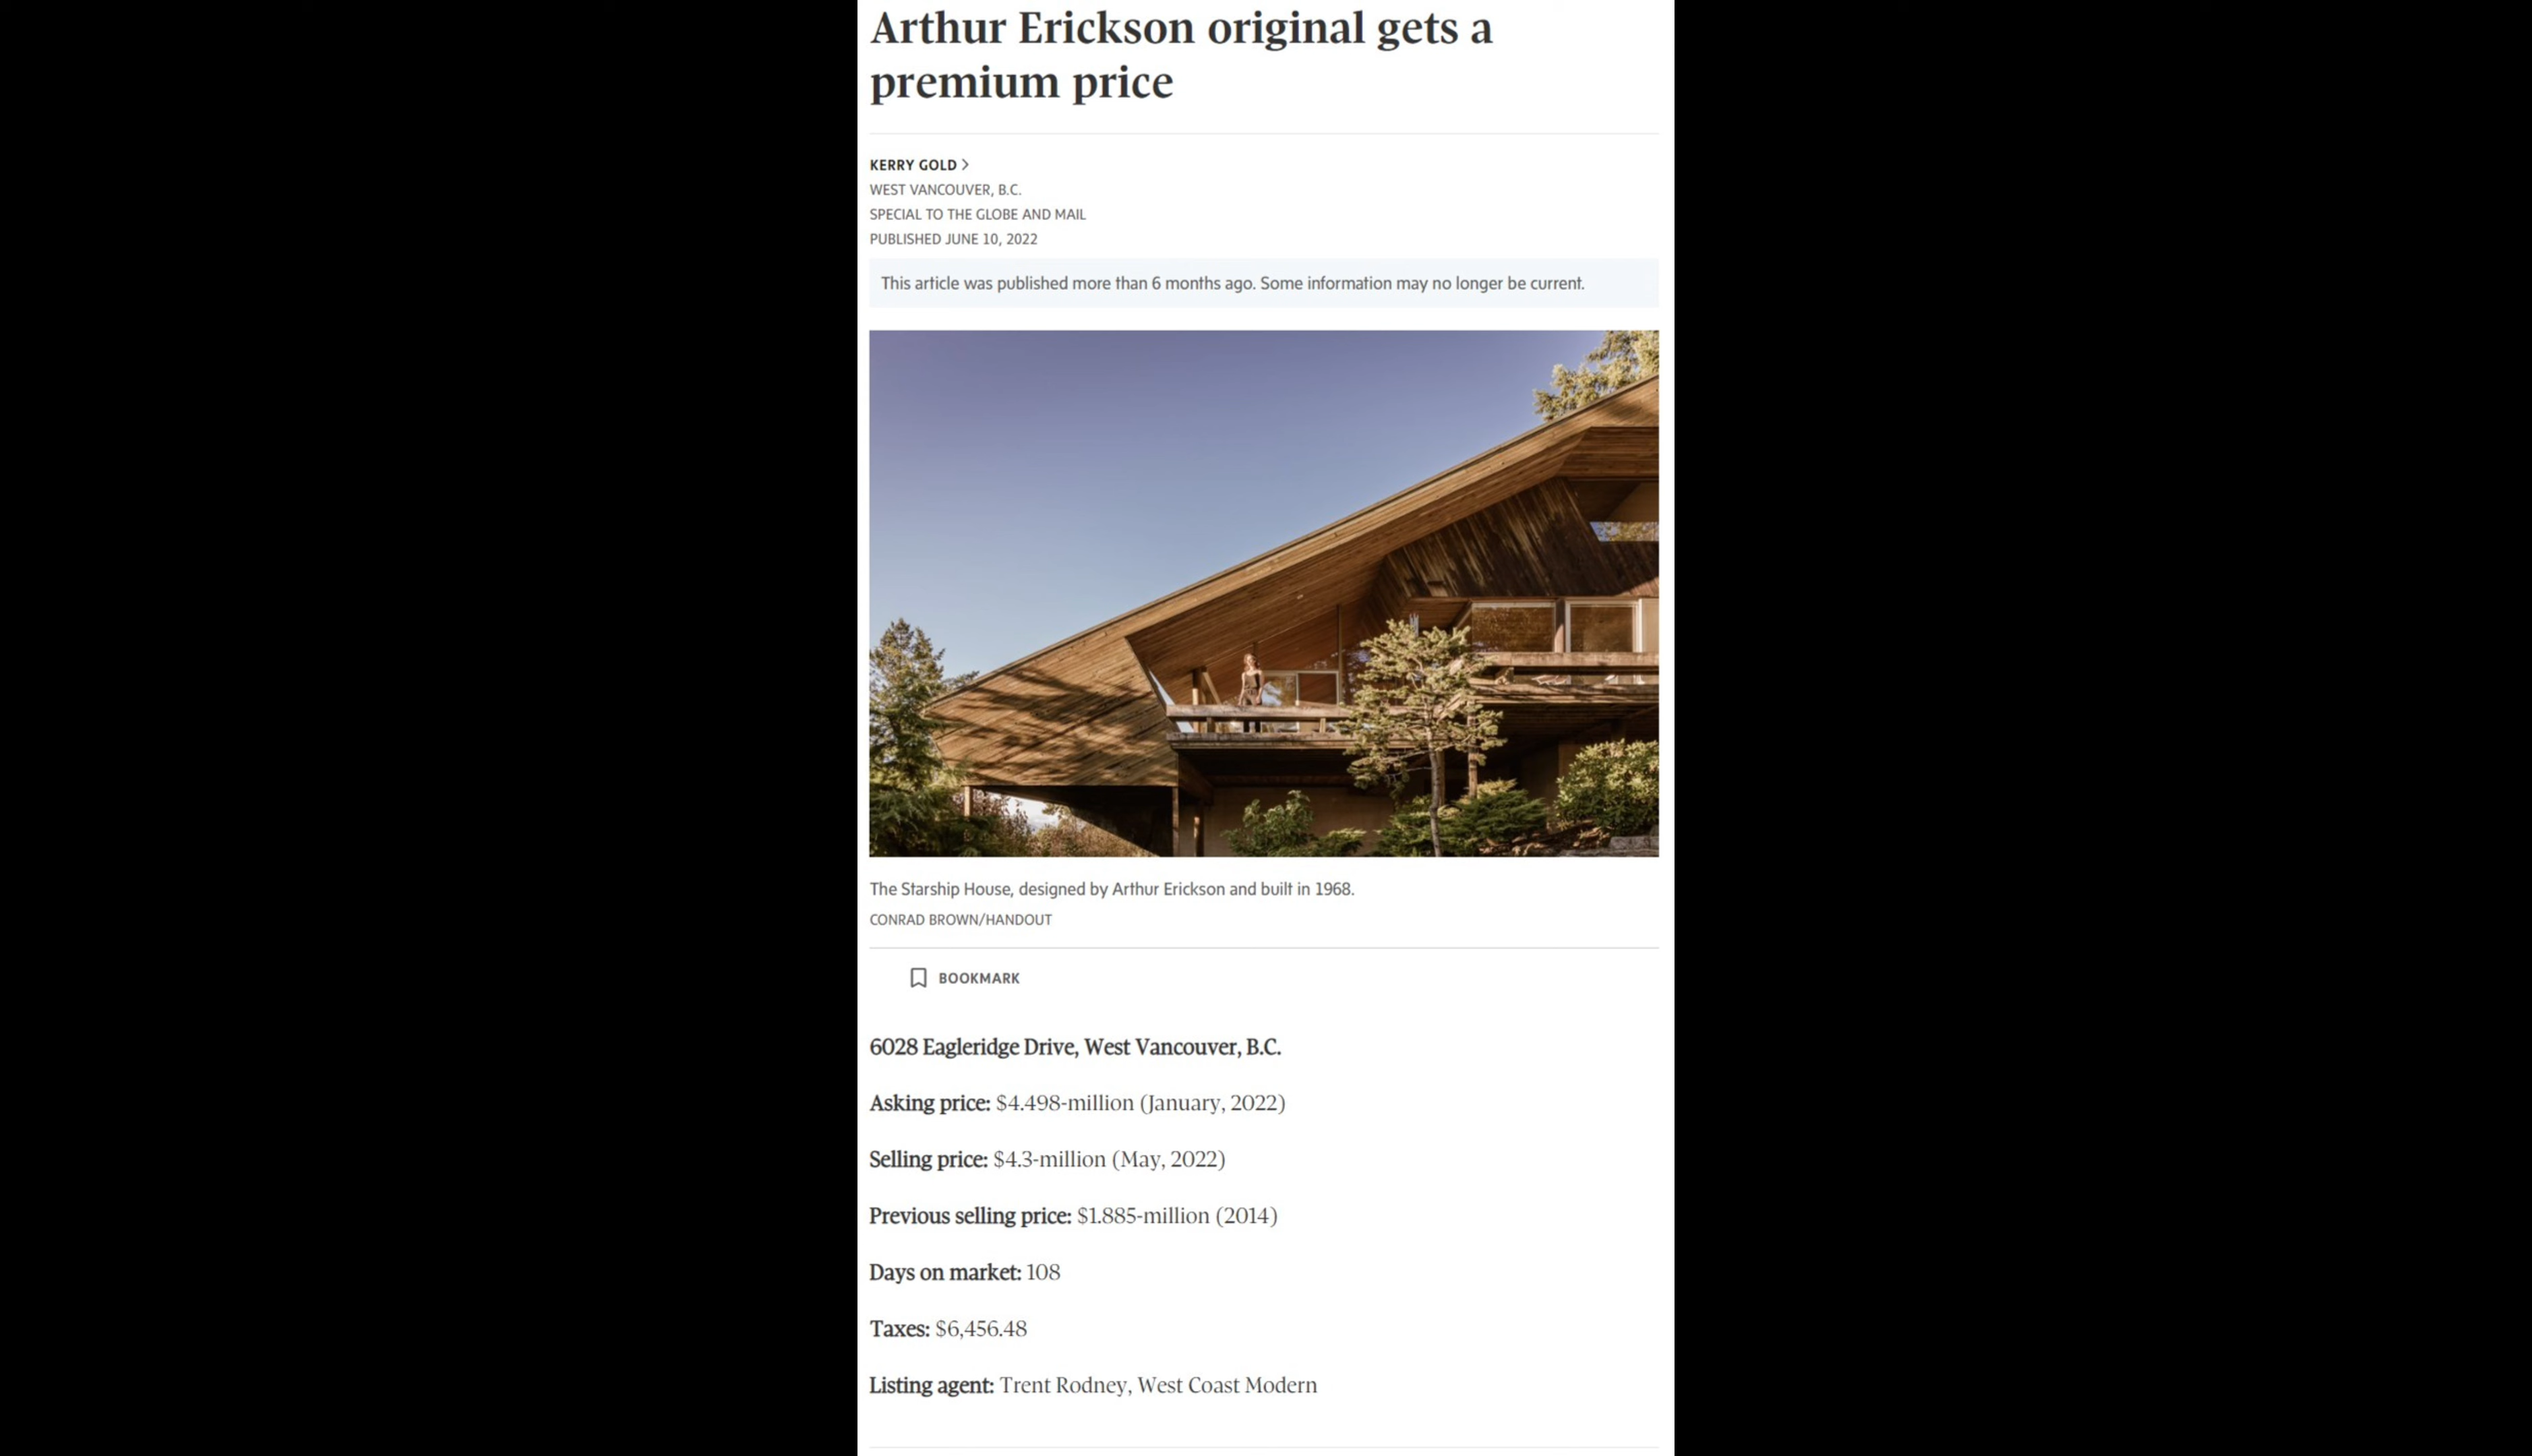 Arthur Erickson original gets a
premium price
KERRY GOLD >
WEST VANCOUVER, B.C.
SPECIAL TO THE GLOBE AND MAIL
PUBLISHED JUNE 10, 2022
This article was published more than 6 months ago. Some information may no longer be current.
The Starship House, designed by Arthur Erickson and built in 1968.
CONRAD BROWN/HANDOUT
BOOKMARK
6028 Eagleridge Drive, West Vancouver, B.C.
Asking price: $4.498-million (January, 2022)
Selling price: $4.3-million (May, 2022)
Previous selling price: $1.885-million (2014)
Days on market: 108
Taxes: $6,456.48
Listing agent: Trent Rodney, West Coast Modern